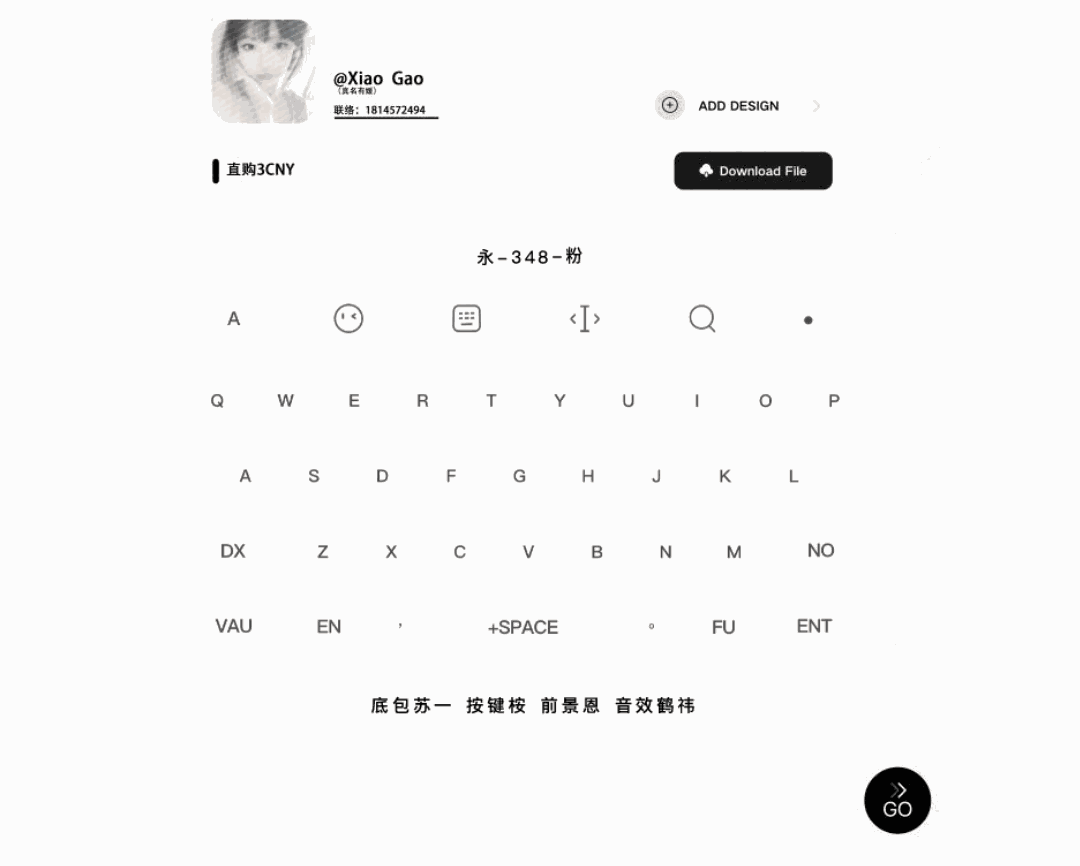 @Xiao Gao
（真名有媛）
联络：1814572494
ADD DESIGN
直购3CNY
Download File
永-348-粉
A
Q W E R T Y U I O P
A S D F G H J K L
DX Z X C V B N M NO
VAU EN , +SPACE 。 FU ENT
底包苏一 按键桉 前景恩 音效鹤祎
GO